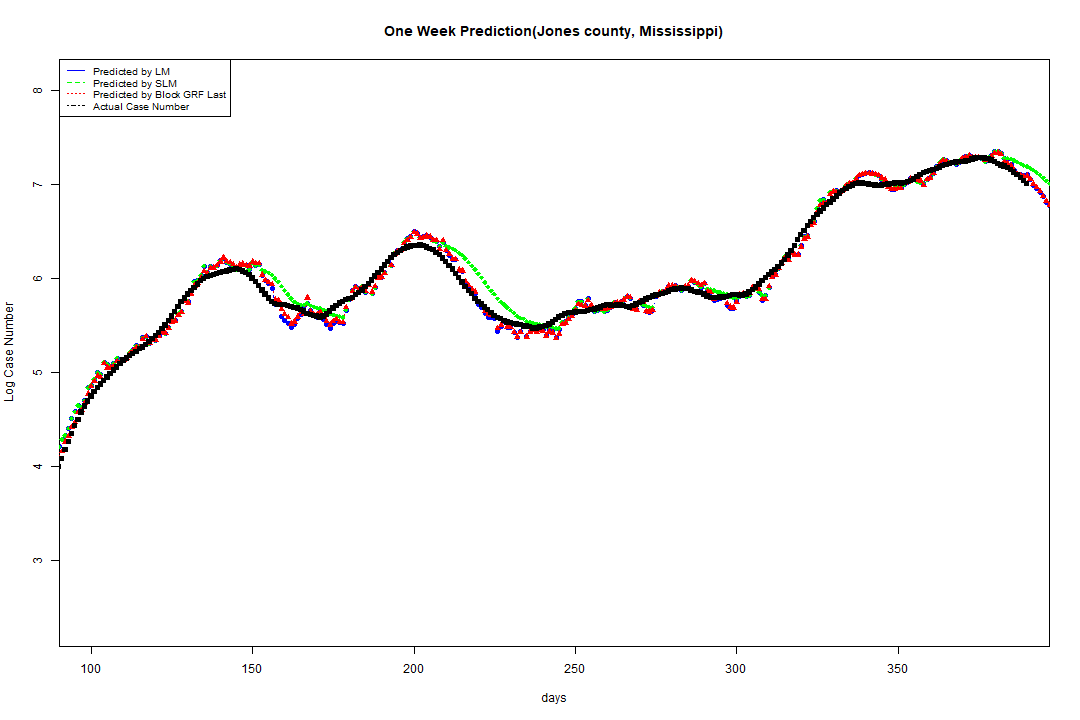 One Week Prediction(Jones county, Mississippi)
Predicted by LM
Predicted by SLM
Predicted by Block GRF Last
Actual Case Number
8
7
6
5
4
3
Log Case Number
100 150 200 250 300 350
days